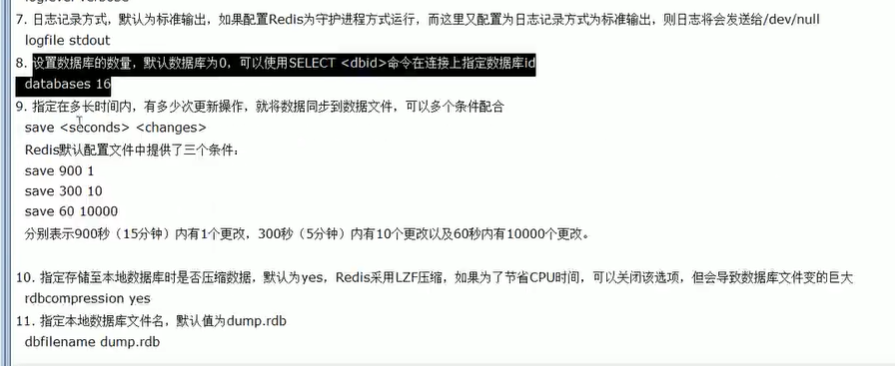 7. 日志记录方式，默认为标准输出，如果配置Redis为守护进程方式运行，而这里又配置为日志记录方式为标准输出，则日志将会发送给/dev/null
logfile stdout
8. 设置数据库的数量，默认数据库为0，可以使用SELECT <dbid>命令在连接上指定数据库id
databases 16
9. 指定在多长时间内，有多少次更新操作，就将数据同步到数据文件，可以多个条件配合
save <seconds> <changes>
Redis默认配置文件中提供了三个条件：
save 900 1
save 300 10
save 60 10000
分别表示900秒（15分钟）内有1个更改，300秒（5分钟）内有10个更改以及60秒内有10000个更改。
10. 指定存储至本地数据库时是否压缩数据，默认为yes，Redis采用LZF压缩，如果为了节省CPU时间，可以关闭该选项，但会导致数据库文件变的巨大
rdbcompression yes
11. 指定本地数据库文件名，默认值为dump.rdb
dbfilename dump.rdb